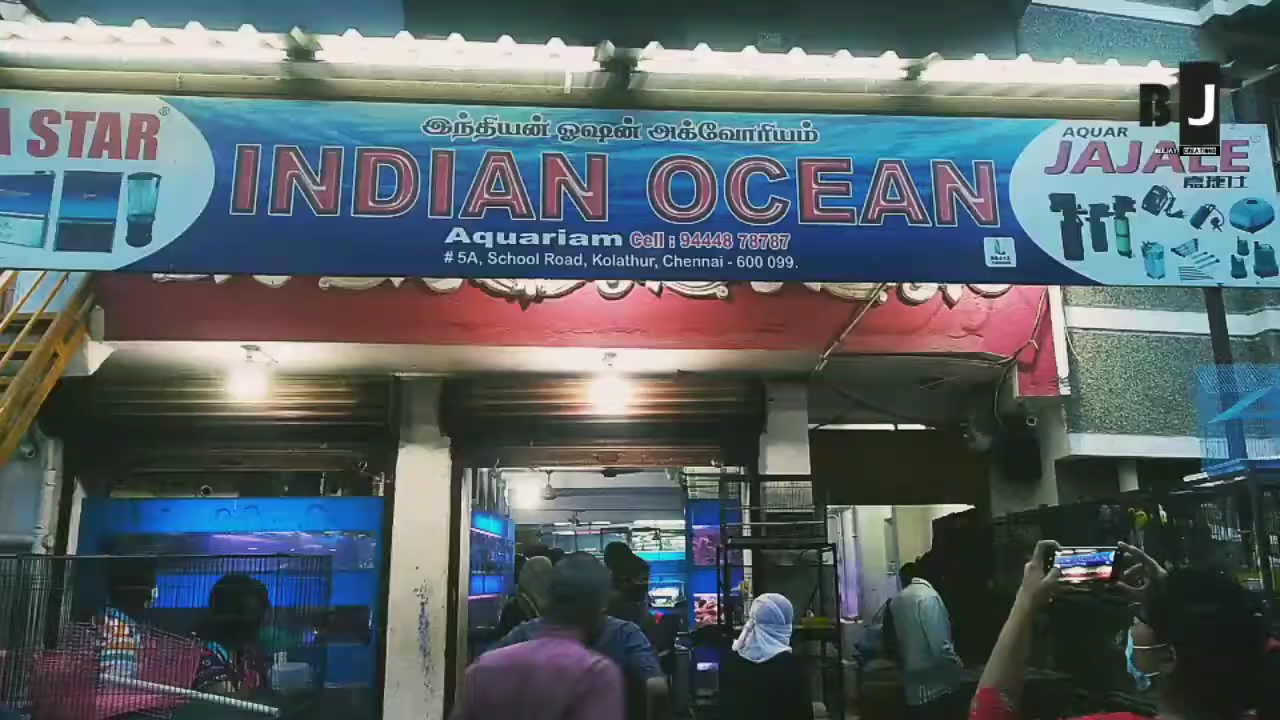 A STAR®
இந்தியன் ஓஷன் அக்வோரியம்
INDIAN OCEAN
Aquariam Cell : 94448 78787
# 5A, School Road, Kolathur, Chennai - 600 099.
AQUAR
JAJALE
B J
CREATIONS